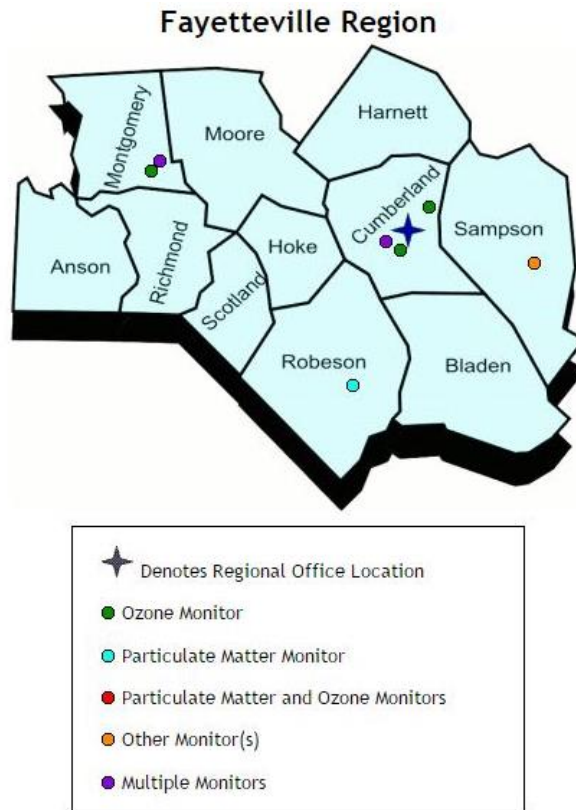 Fayetteville Region
Montgomery
Moore
Harnett
Cumberland
Sampson
Anson
Richmond
Hoke
Scotland
Robeson
Bladen
Denotes Regional Office Location
Ozone Monitor
Particulate Matter Monitor
Particulate Matter and Ozone Monitors
Other Monitor(s)
Multiple Monitors